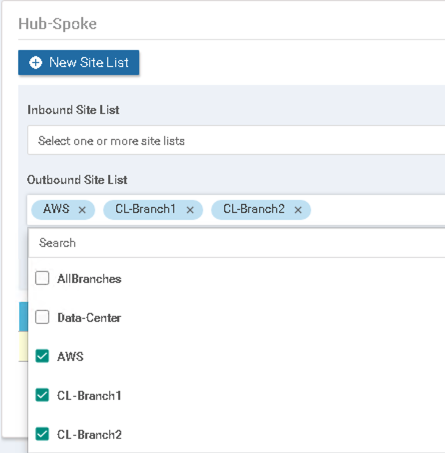 Hub-Spoke
New Site List
Inbound Site List
Select one or more site lists
Outbound Site List
AWS × CL-Branch1 × CL-Branch2 ×
Search
AllBranches
Data-Center
AWS
CL-Branch1
CL-Branch2